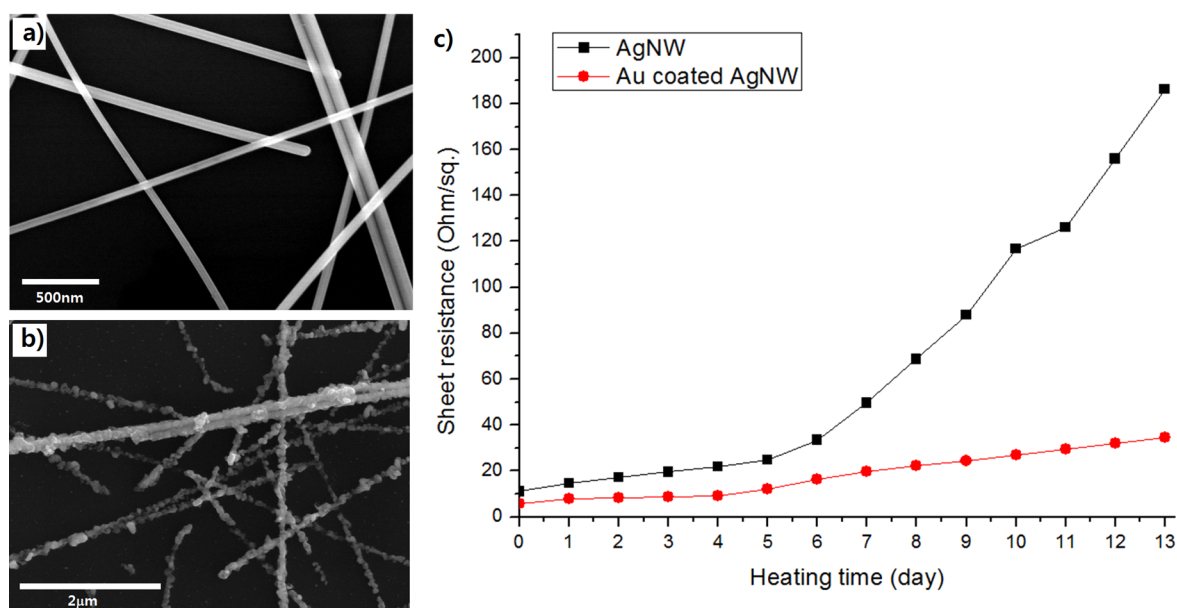 a)
500nm
b)
2μm
c)
AgNW
Au coated AgNW
Sheet resistance (Ohm/sq.)
200
180
160
140
120
100
80
60
40
20
0
0 1 2 3 4 5 6 7 8 9 10 11 12 13
Heating time (day)